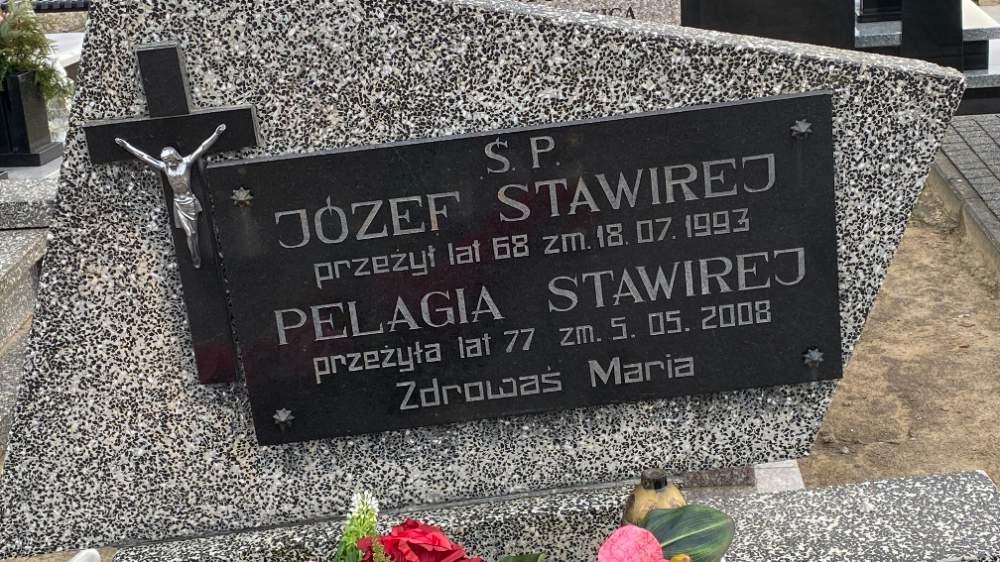 Ś.P.
JÓZEF STAWIREJ
przeżył lat 68 zm. 18.07.1993
PELAGIA STAWIREJ
przeżyła lat 77 zm. 5.05.2008
Zdrowaś Maria